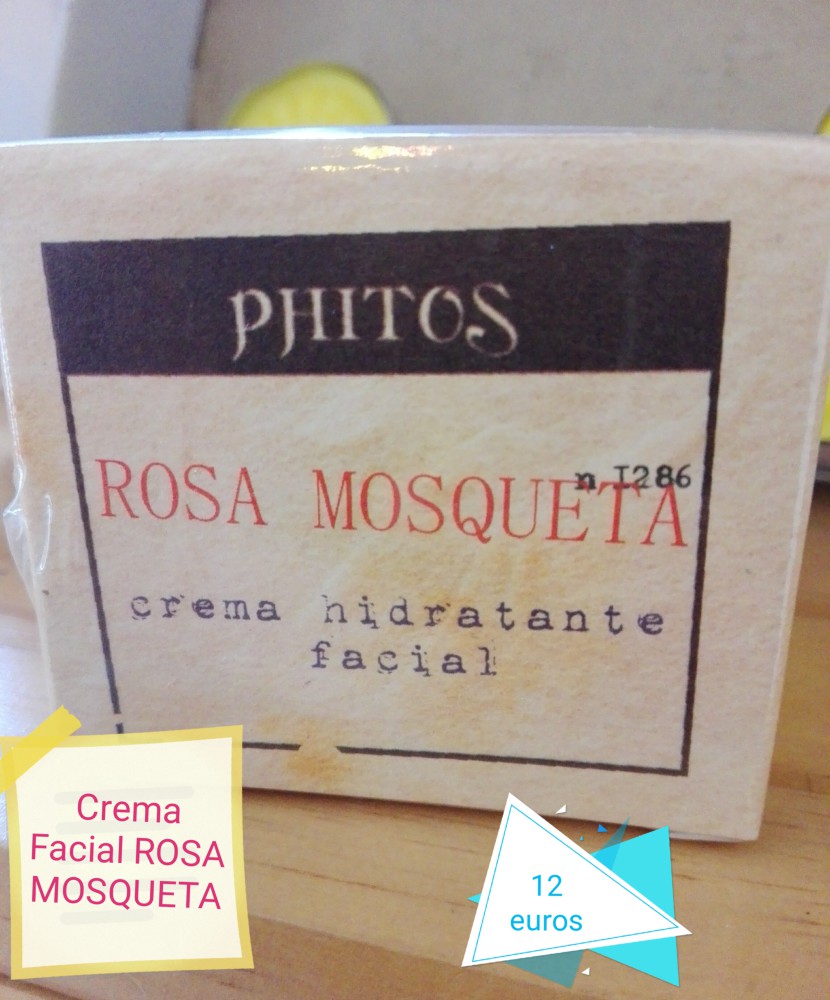 PHITOS
n I286
ROSA MOSQUETA
crema hidratante
facial
Crema
Facial ROSA
MOSQUETA
12
euros